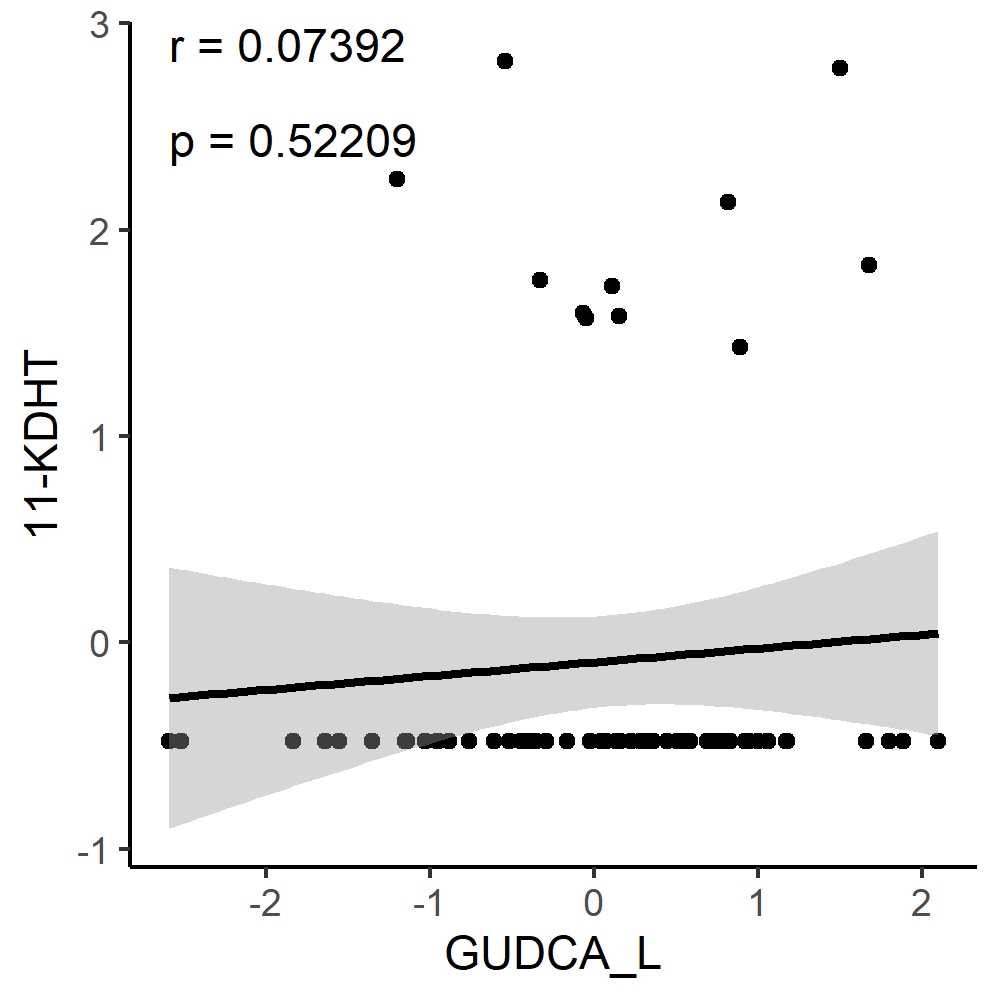 r = 0.07392
p = 0.52209
3
2
1
0
-1
11-KDHT
-2 -1 0 1 2
GUDCA_L